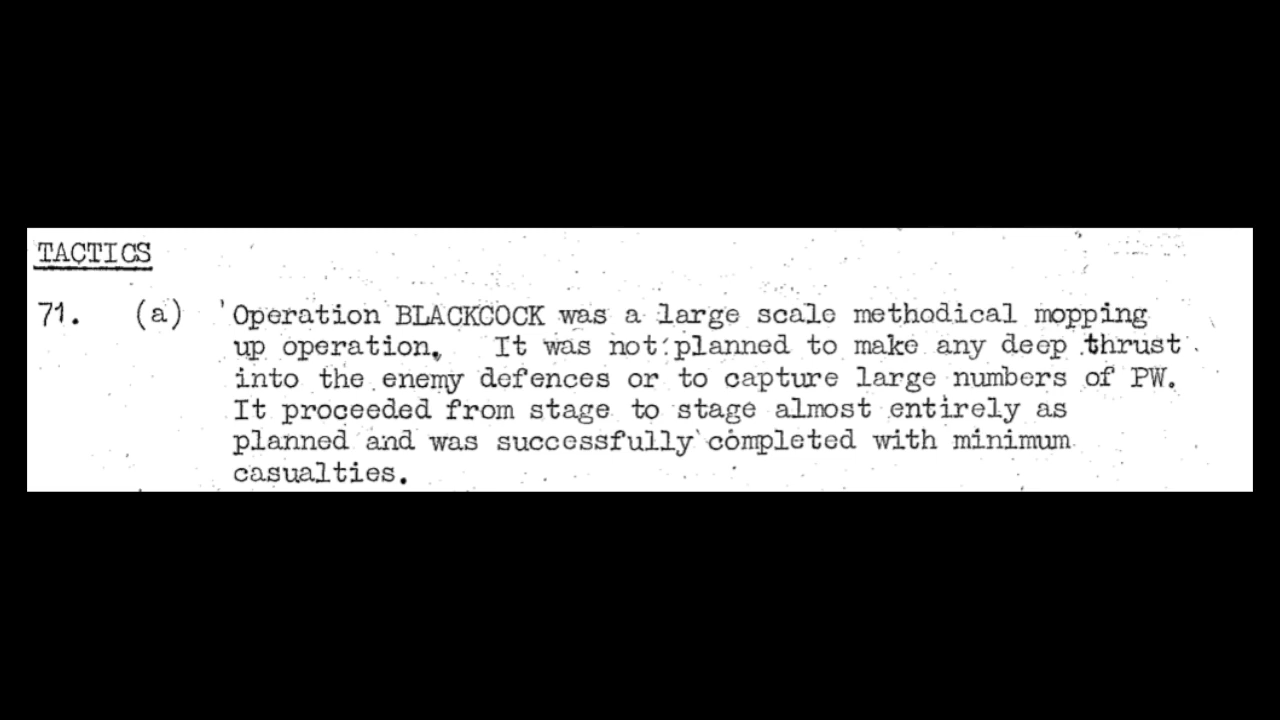 TACTICS
71. (a) Operation BLACKCOCK was a large scale methodical mopping
up operation. It was not planned to make any deep thrust
into the enemy defences or to capture large numbers of PW.
It proceeded from stage to stage almost entirely as
planned and was successfully completed with minimum
casualties.